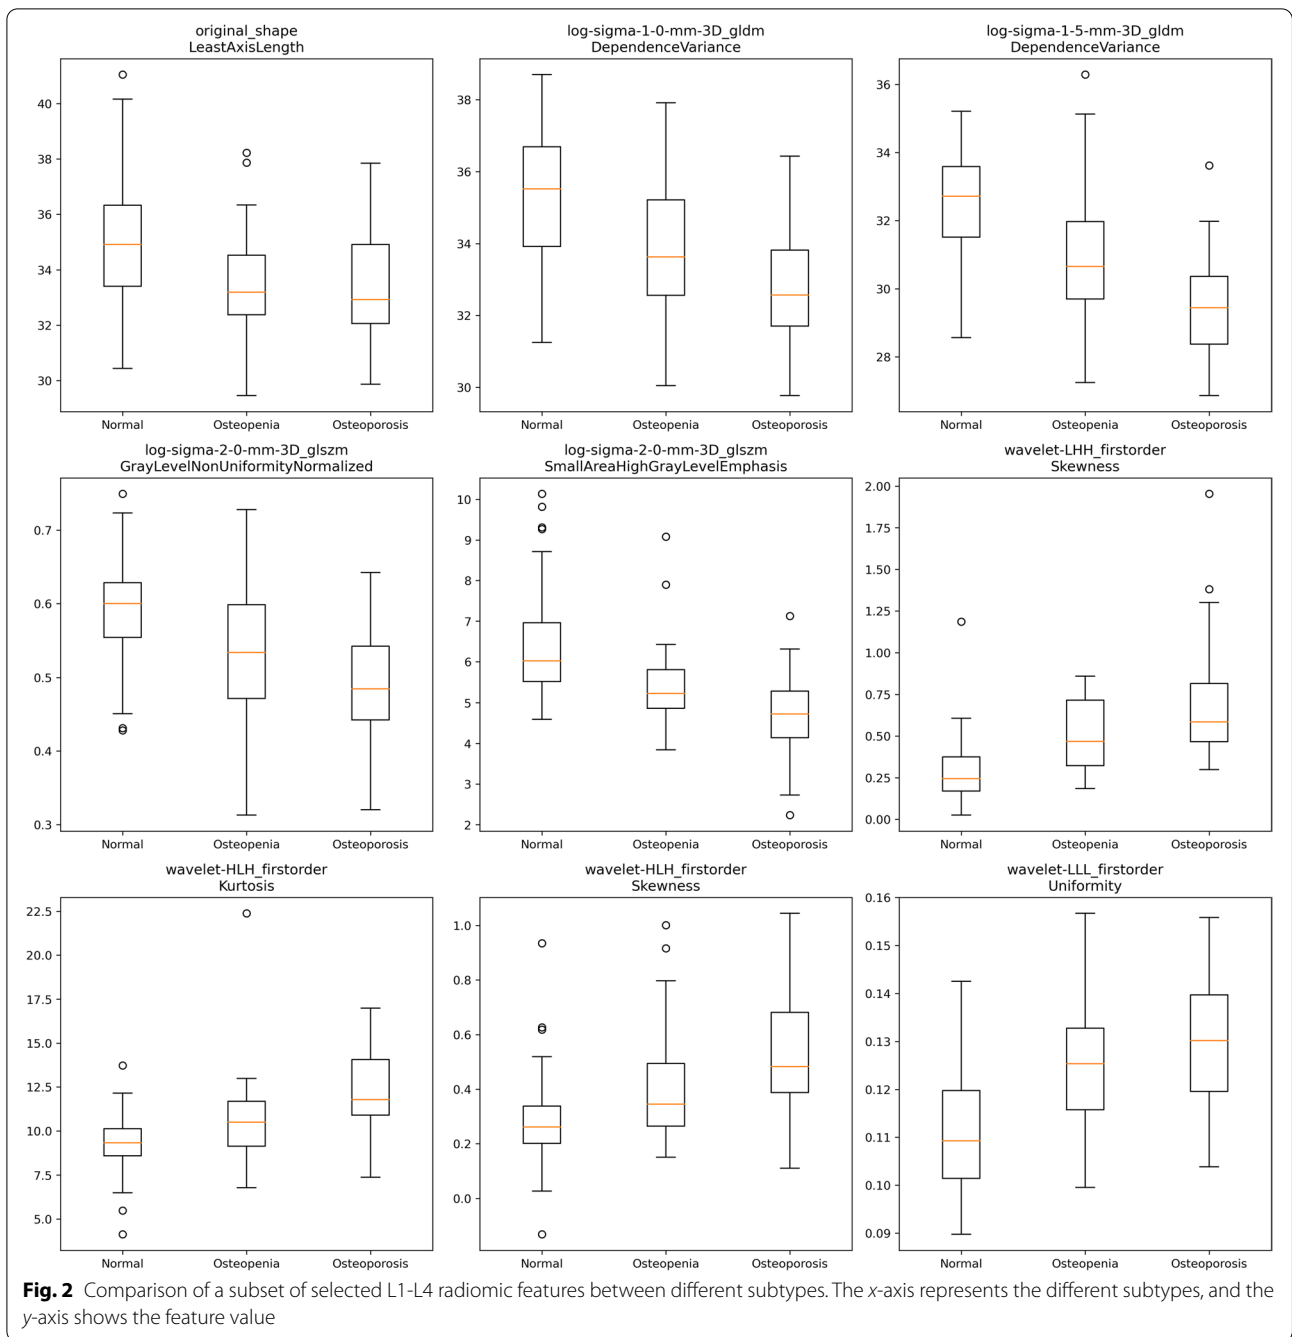 original_shape
LeastAxisLength
40
38
36
34
32
30
Normal Osteopenia Osteoporosis
log-sigma-1-0-mm-3D_gldm
DependenceVariance
38
36
34
32
30
Normal Osteopenia Osteoporosis
log-sigma-1-5-mm-3D_gldm
DependenceVariance
36
34
32
30
28
Normal Osteopenia Osteoporosis
log-sigma-2-0-mm-3D_glszm
GrayLevelNonUniformityNormalized
0.7
0.6
0.5
0.4
0.3
Normal Osteopenia Osteoporosis
log-sigma-2-0-mm-3D_glszm
SmallAreaHighGrayLevelEmphasis
10
9
8
7
6
5
4
3
2
Normal Osteopenia Osteoporosis
wavelet-LHH_firstorder
Skewness
2.00
1.75
1.50
1.25
1.00
0.75
0.50
0.25
0.00
Normal Osteopenia Osteoporosis
wavelet-HLH_firstorder
Kurtosis
22.5
20.0
17.5
15.0
12.5
10.0
7.5
5.0
Normal Osteopenia Osteoporosis
wavelet-HLH_firstorder
Skewness
1.0
0.8
0.6
0.4
0.2
0.0
Normal Osteopenia Osteoporosis
wavelet-LLL_firstorder
Uniformity
0.16
0.15
0.14
0.13
0.12
0.11
0.10
0.09
Normal Osteopenia Osteoporosis
Fig. 2 Comparison of a subset of selected L1-L4 radiomic features between different subtypes. The x-axis represents the different subtypes, and the
y-axis shows the feature value